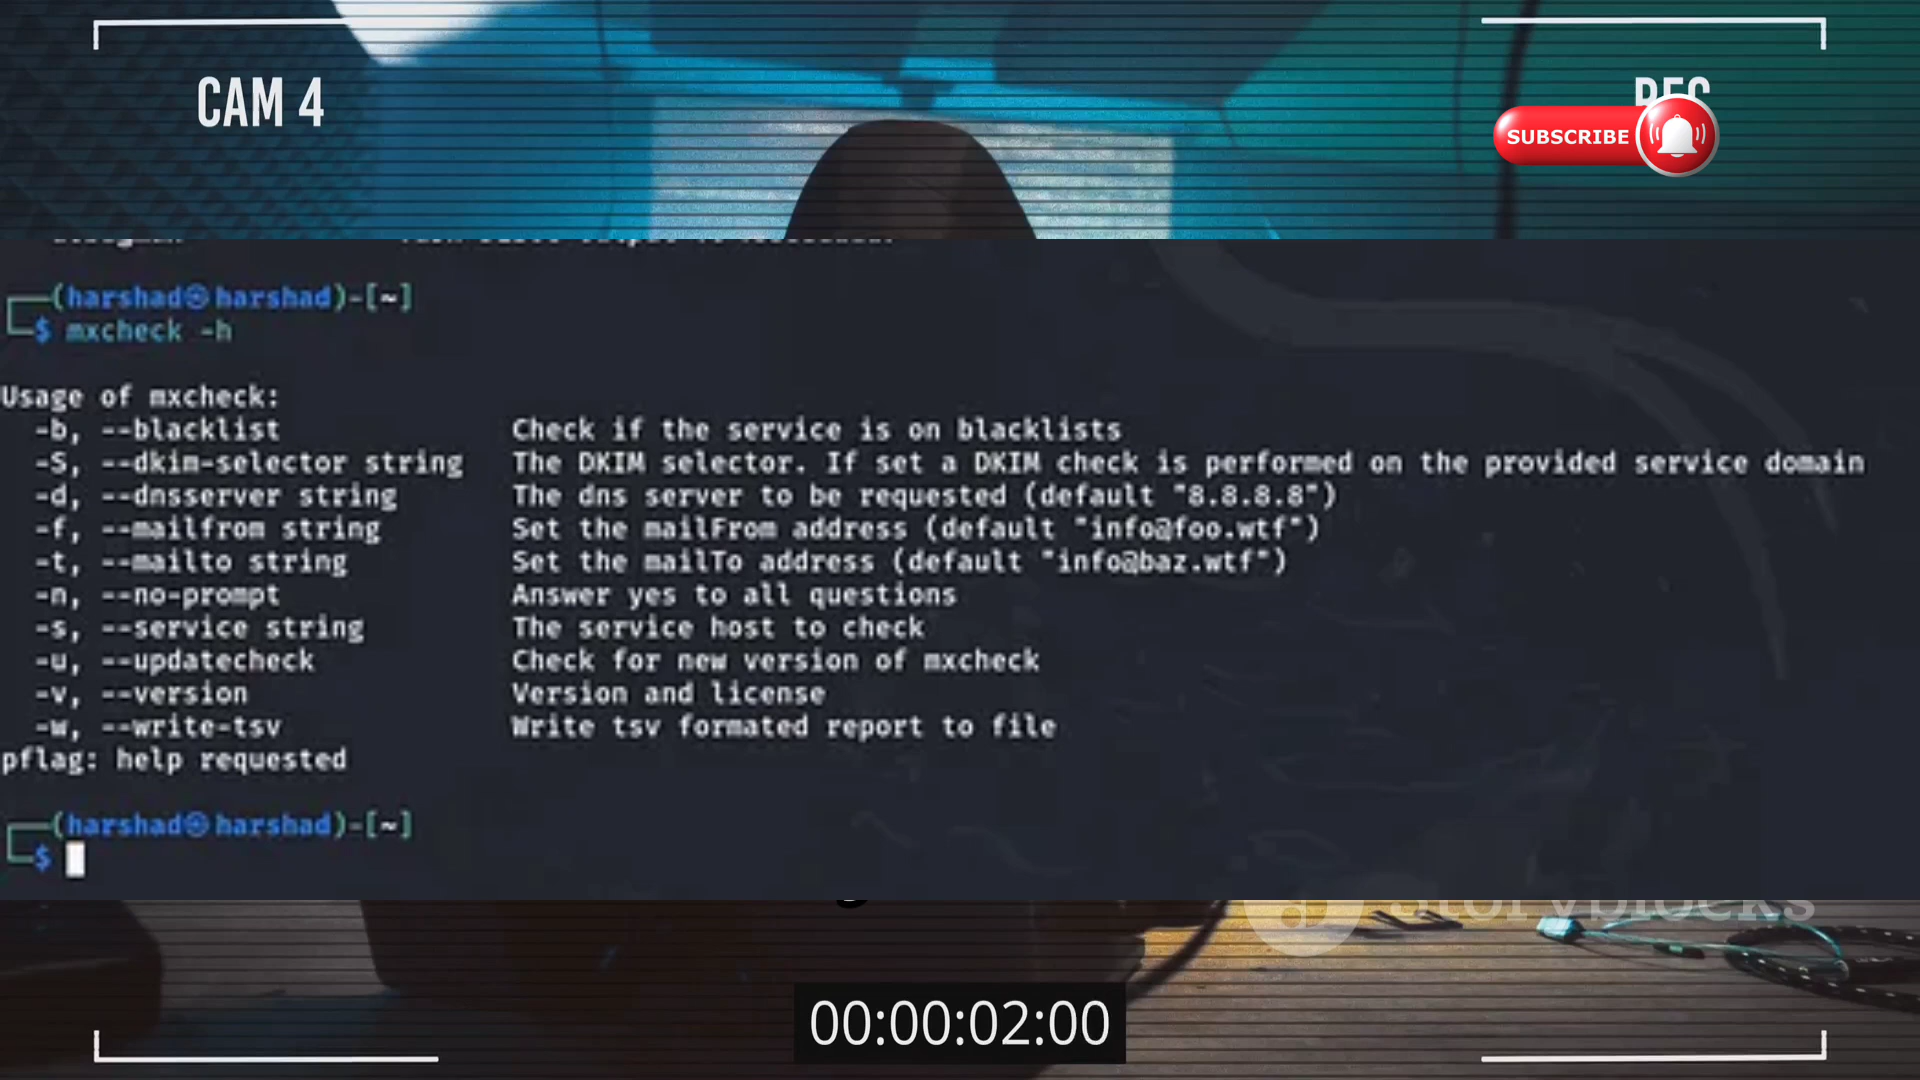 CAM 4
SUBSCRIBE
(harshad㉿harshad)-[~]
$ mxcheck -h
Usage of mxcheck:
-b, --blacklist Check if the service is on blacklists
-S, --dkim-selector string The DKIM selector. If set a DKIM check is performed on the provided service domain
-d, --dnsserver string The dns server to be requested (default "8.8.8.8")
-f, --mailfrom string Set the mailFrom address (default "info@foo.wtf")
-t, --mailto string Set the mailTo address (default "info@baz.wtf")
-n, --no-prompt Answer yes to all questions
-s, --service string The service host to check
-u, --updatecheck Check for new version of mxcheck
-v, --version Version and license
-w, --write-tsv Write tsv formated report to file
pflag: help requested
(harshad㉿harshad)-[~]
$
Storyblocks
00:00:02:00